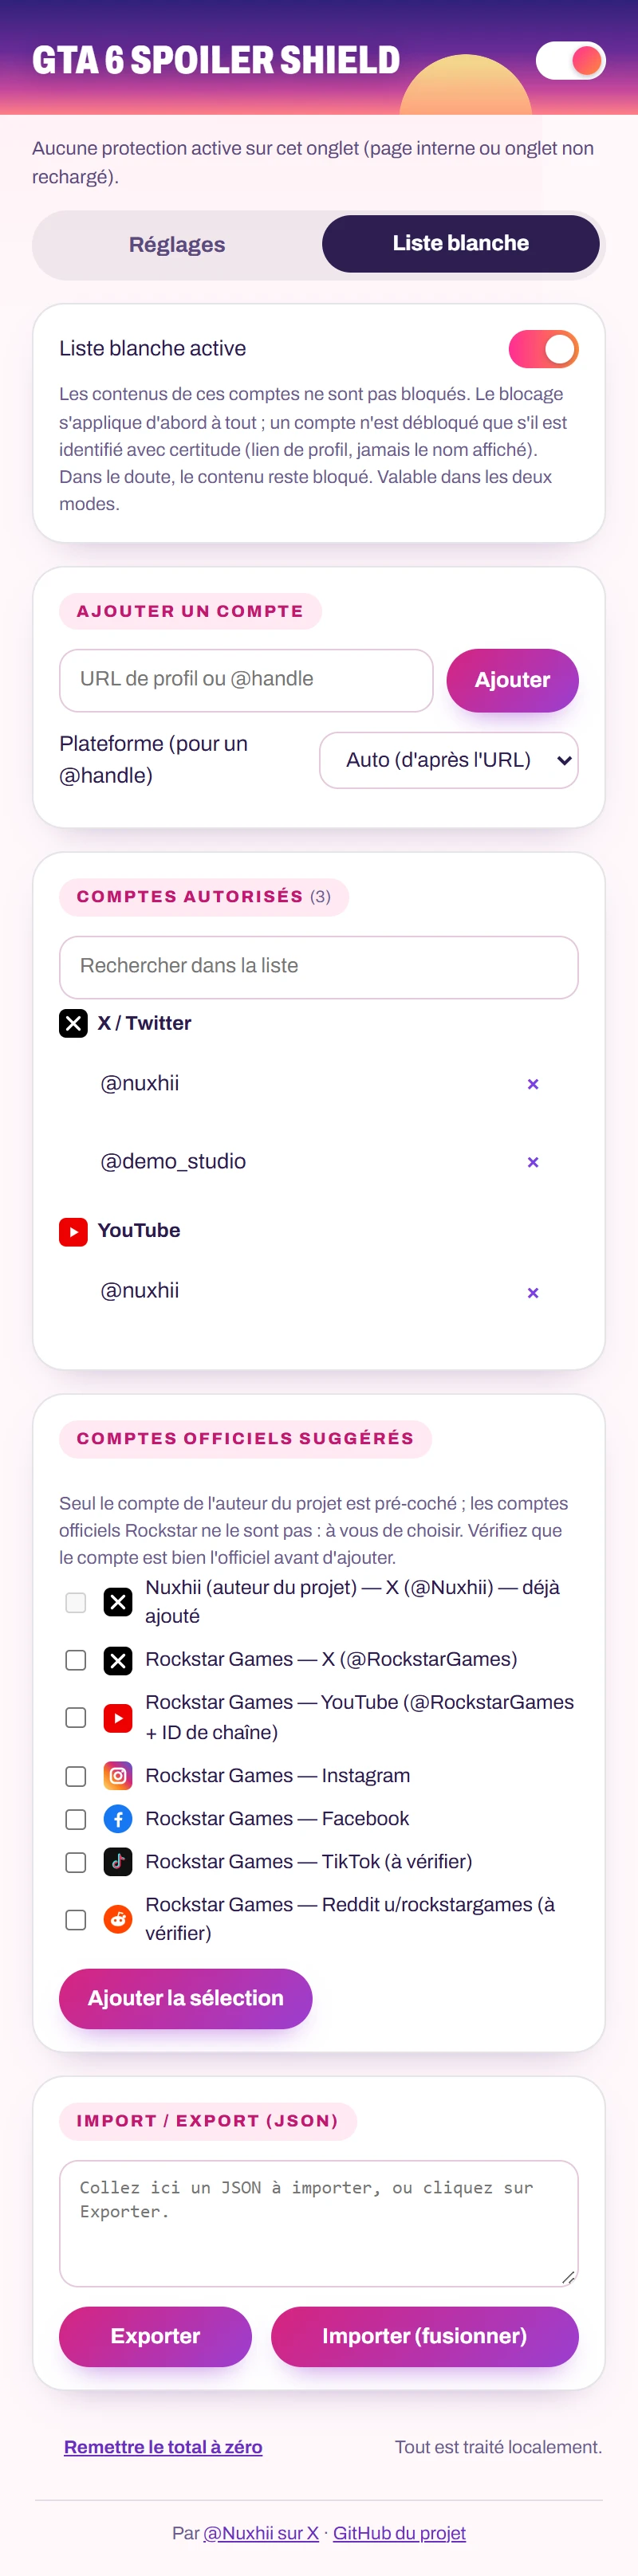 GTA 6 SPOILER SHIELD
Aucune protection active sur cet onglet (page interne ou onglet non
rechargé).
Réglages
Liste blanche
Liste blanche active
Les contenus de ces comptes ne sont pas bloqués. Le blocage
s'applique d'abord à tout ; un compte n'est débloqué que s'il est
identifié avec certitude (lien de profil, jamais le nom affiché).
Dans le doute, le contenu reste bloqué. Valable dans les deux
modes.
AJOUTER UN COMPTE
URL de profil ou @handle
Ajouter
Plateforme (pour un
@handle)
Auto (d'après l'URL)
COMPTES AUTORISÉS (3)
Rechercher dans la liste
X / Twitter
@nuxhii ×
@demo_studio ×
YouTube
@nuxhii ×
COMPTES OFFICIELS SUGGÉRÉS
Seul le compte de l'auteur du projet est pré-coché ; les comptes
officiels Rockstar ne le sont pas : à vous de choisir. Vérifiez que
le compte est bien l'officiel avant d'ajouter.
Nuxhii (auteur du projet) — X (@Nuxhii) — déjà
ajouté
Rockstar Games — X (@RockstarGames)
Rockstar Games — YouTube (@RockstarGames
+ ID de chaîne)
Rockstar Games — Instagram
Rockstar Games — Facebook
Rockstar Games — TikTok (à vérifier)
Rockstar Games — Reddit u/rockstargames (à
vérifier)
Ajouter la sélection
IMPORT / EXPORT (JSON)
Collez ici un JSON à importer, ou cliquez sur
Exporter.
Exporter
Importer (fusionner)
Remettre le total à zéro
Tout est traité localement.
Par @Nuxhii sur X · GitHub du projet